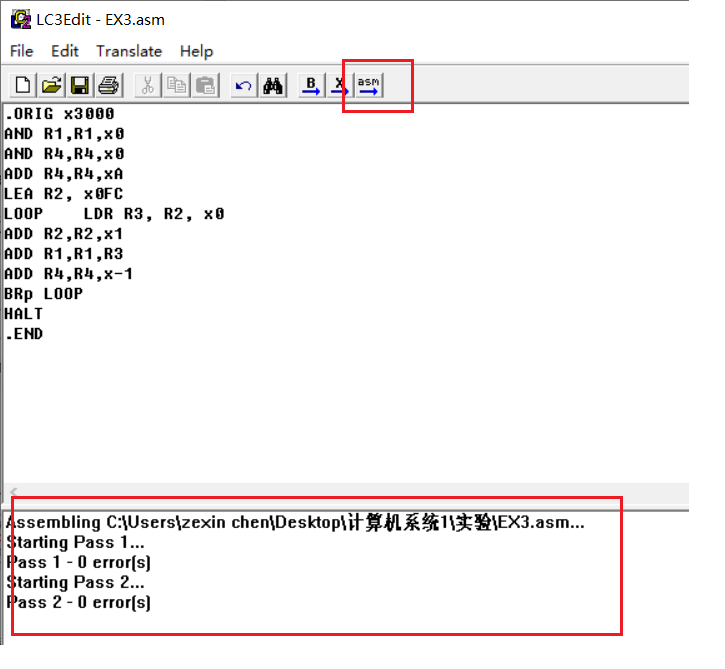 LC3Edit - EX3.asm
File Edit Translate Help
B X asm
.ORIG x3000
AND R1,R1,x0
AND R4,R4,x0
ADD R4,R4,xA
LEA R2, x0FC
LOOP    LDR R3, R2, x0
ADD R2,R2,x1
ADD R1,R1,R3
ADD R4,R4,x-1
BRp LOOP
HALT
.END
Assembling C:\Users\zexin chen\Desktop\计算机系统1\实验\EX3.asm...
Starting Pass 1...
Pass 1 - 0 error(s)
Starting Pass 2...
Pass 2 - 0 error(s)